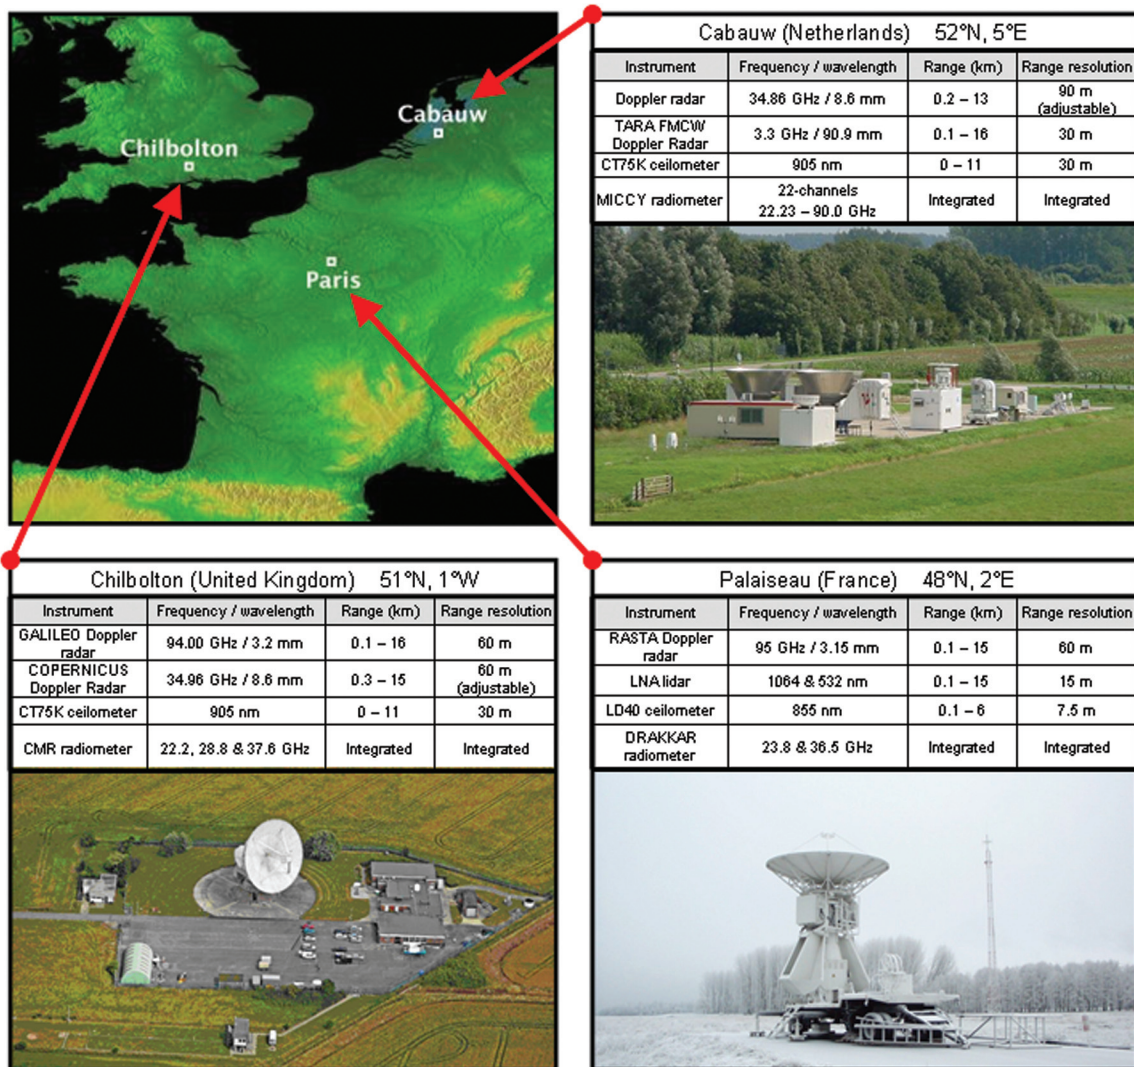 Chilbolton
Cabauw
Paris
Cabauw (Netherlands) 52°N, 5°E
Instrument Frequency / wavelength Range (km) Range resolution
Doppler radar 34.86 GHz / 8.6 mm 0.2 – 13 90 m
(adjustable)
TARA FMCW
Doppler Radar 3.3 GHz / 90.9 mm 0.1 – 16 30 m
CT75K ceilometer 905 nm 0 – 11 30 m
MICCY radiometer 22-channels
22.23 – 90.0 GHz Integrated Integrated
Chilbolton (United Kingdom) 51°N, 1°W
Instrument Frequency / wavelength Range (km) Range resolution
GALILEO Doppler
radar 94.00 GHz / 3.2 mm 0.1 – 16 60 m
COPERNICUS
Doppler Radar 34.96 GHz / 8.6 mm 0.3 – 15 60 m
(adjustable)
CT75K ceilometer 905 nm 0 – 11 30 m
CMR radiometer 22.2, 28.8 & 37.6 GHz Integrated Integrated
Palaiseau (France) 48°N, 2°E
Instrument Frequency / wavelength Range (km) Range resolution
RASTA Doppler
radar 95 GHz / 3.15 mm 0.1 – 15 60 m
LNA lidar 1064 & 532 nm 0.1 – 15 15 m
LD40 ceilometer 855 nm 0.1 – 6 7.5 m
DRAKKAR
radiometer 23.8 & 36.5 GHz Integrated Integrated